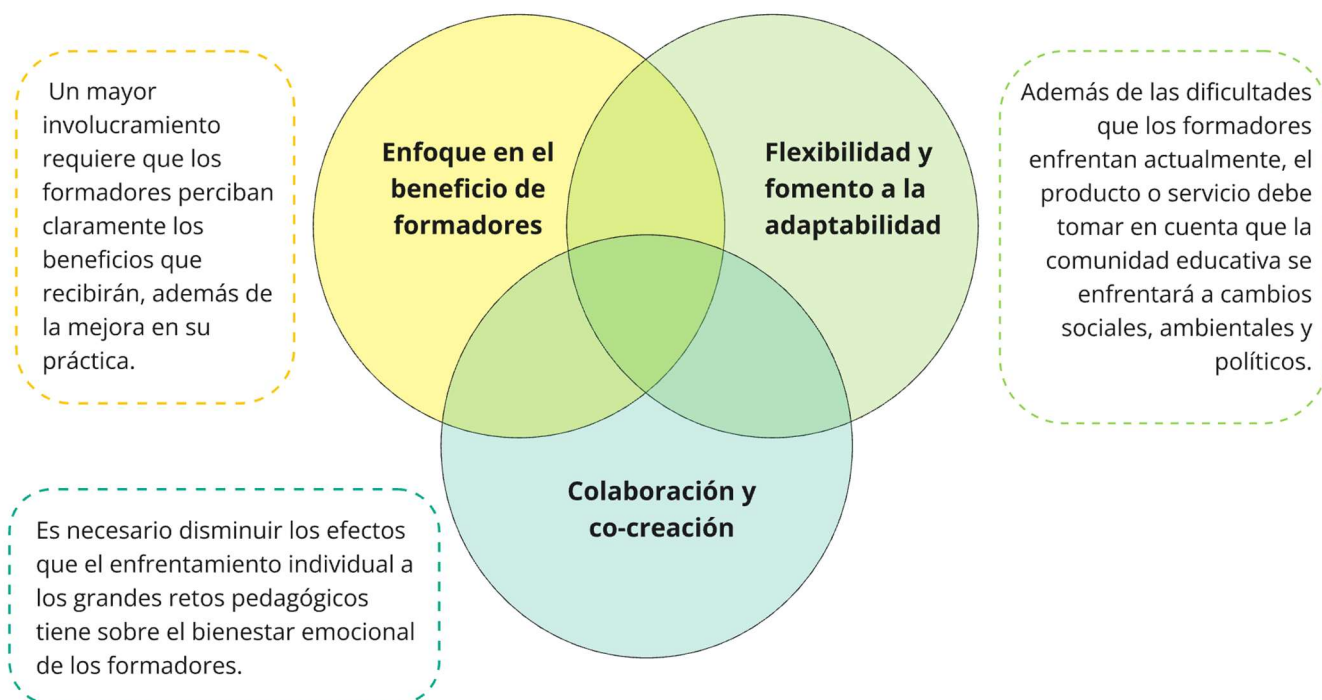 Un mayor
involucramiento
requiere que los
formadores perciban
claramente los
beneficios que
recibirán, además de
la mejora en su
práctica.
Enfoque en el
beneficio de
formadores
Flexibilidad y
fomento a la
adaptabilidad
Además de las dificultades
que los formadores
enfrentan actualmente, el
producto o servicio debe
tomar en cuenta que la
comunidad educativa se
enfrentará a cambios
sociales, ambientales y
políticos.
Colaboración y
co-creación
Es necesario disminuir los efectos
que el enfrentamiento individual a
los grandes retos pedagógicos
tiene sobre el bienestar emocional
de los formadores.